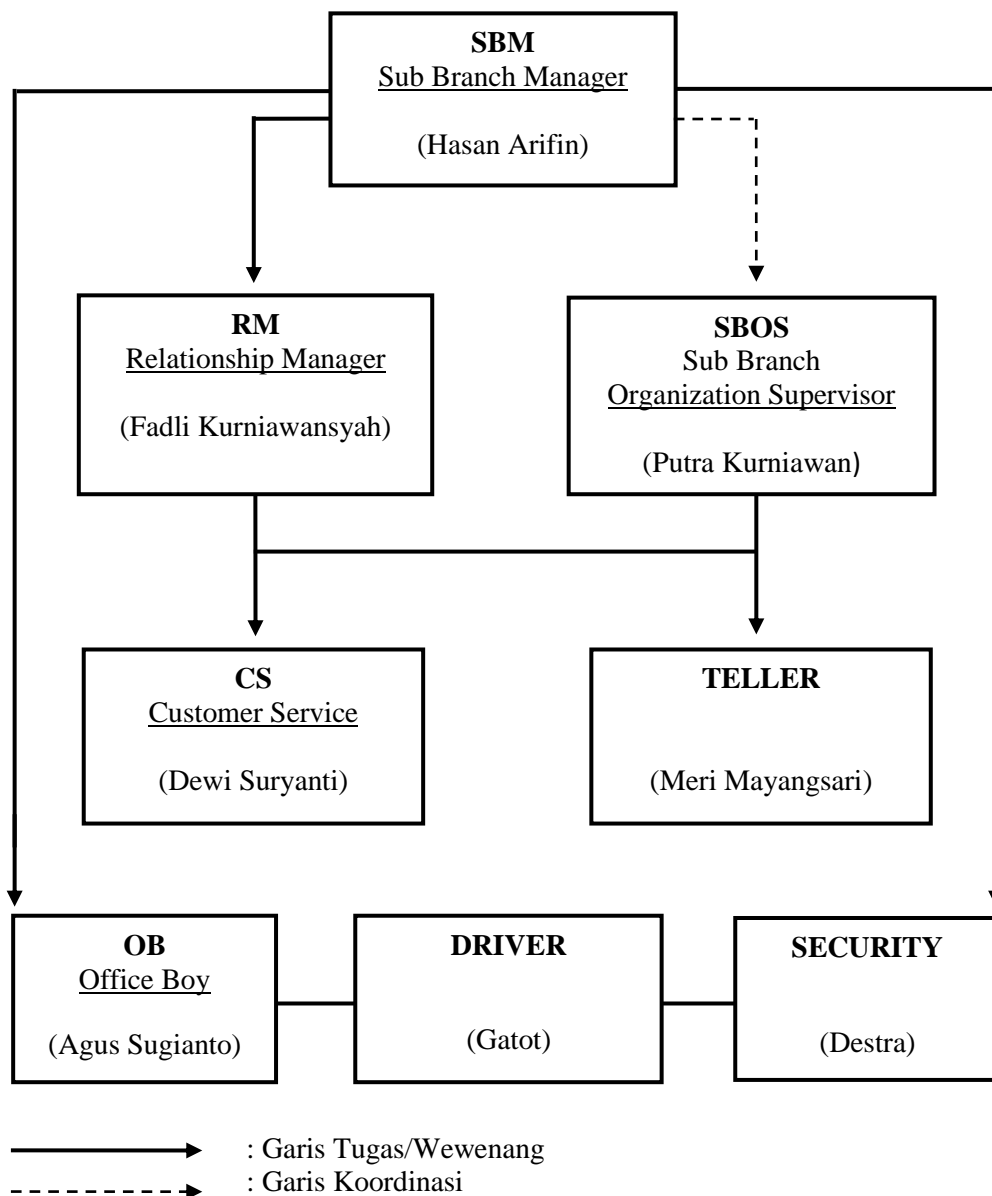 SBM
Sub Branch Manager
(Hasan Arifin)
RM
Relationship Manager
(Fadli Kurniawansyah)
SBOS
Sub Branch
Organization Supervisor
(Putra Kurniawan)
CS
Customer Service
(Dewi Suryanti)
TELLER
(Meri Mayangsari)
OB
Office Boy
(Agus Sugianto)
DRIVER
(Gatot)
SECURITY
(Destra)
: Garis Tugas/Wewenang
: Garis Koordinasi